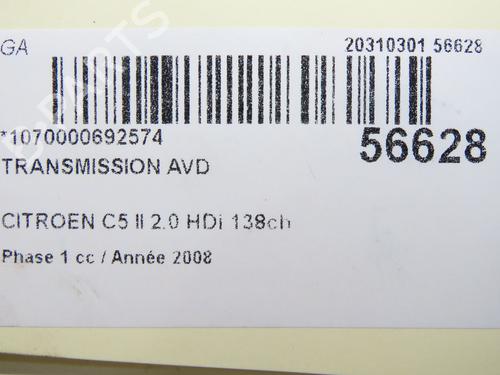 GA 20310301 56628
*1070000692574 56628
TRANSMISSION AVD
CITROEN C5 II 2.0 HDi 138ch
Phase 1 cc / Année 2008